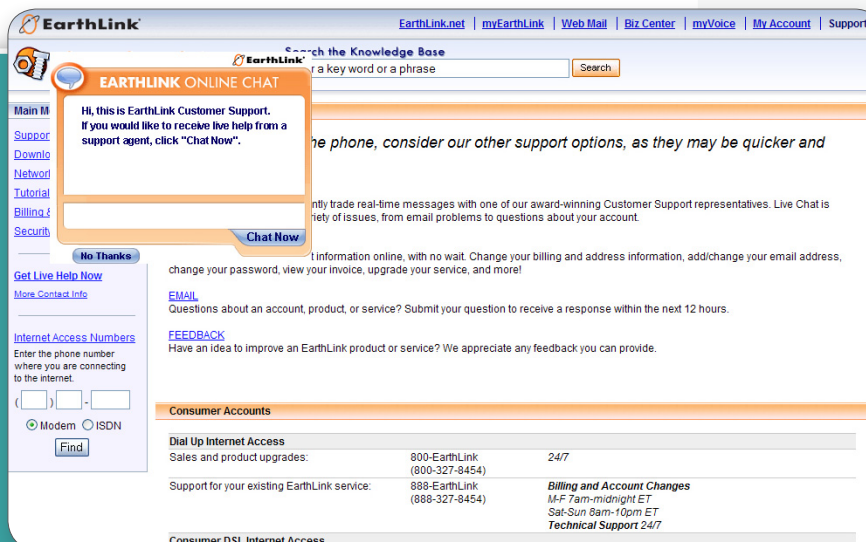 EarthLink
EarthLink.net | myEarthLink | Web Mail | Biz Center | myVoice | My Account | Support
Search the Knowledge Base
r a key word or a phrase
Search
EarthLink
EARTHLINK ONLINE CHAT
Hi, this is EarthLink Customer Support.
If you would like to receive live help from a
support agent, click "Chat Now".
Chat Now
No Thanks
Main M
Suppor
Downlo
Networ
Tutorial
Billing &
Security
Get Live Help Now
More Contact Info
Internet Access Numbers
Enter the phone number
where you are connecting
to the internet.
( ) -
Modem ISDN
Find
he phone, consider our other support options, as they may be quicker and
ntly trade real-time messages with one of our award-winning Customer Support representatives. Live Chat is
riety of issues, from email problems to questions about your account.
t information online, with no wait. Change your billing and address information, add/change your email address,
change your password, view your invoice, upgrade your service, and more!
EMAIL
Questions about an account, product, or service? Submit your question to receive a response within the next 12 hours.
FEEDBACK
Have an idea to improve an EarthLink product or service? We appreciate any feedback you can provide.
Consumer Accounts
Dial Up Internet Access
Sales and product upgrades: 800-EarthLink 24/7
(800-327-8454)
Support for your existing EarthLink service: 888-EarthLink Billing and Account Changes
(888-327-8454) M-F 7am-midnight ET
Sat-Sun 8am-10pm ET
Technical Support 24/7
Consumer DSL Internet Access